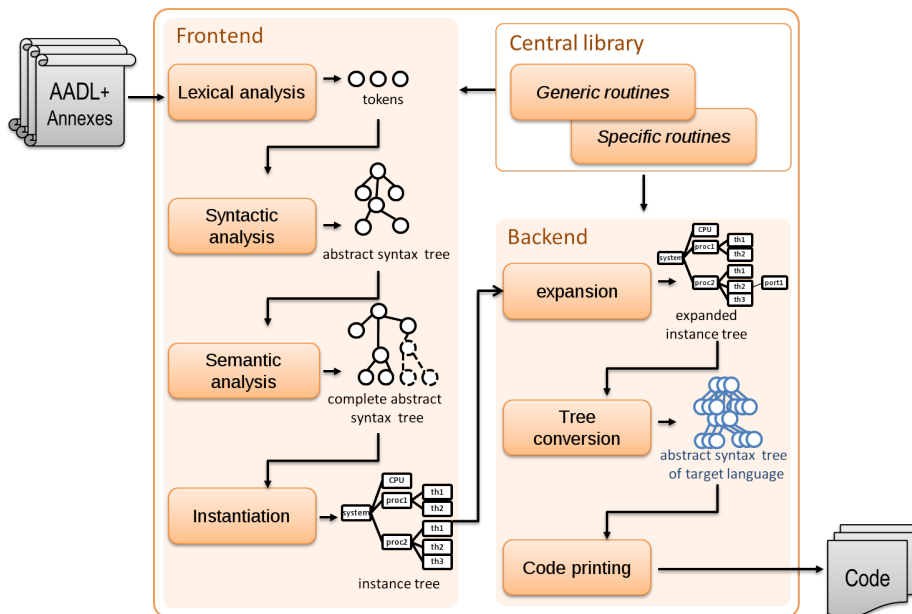 Frontend
AADL+
Annexes
Lexical analysis
tokens
Syntactic
analysis
abstract syntax tree
Semantic
analysis
complete abstract
syntax tree
Instantiation
system
CPU
proc1
th1
th2
proc2
th1
th2
th3
instance tree
Central library
Generic routines
Specific routines
Backend
expansion
system
CPU
proc1
th1
th2
proc2
th1
th2
port1
th3
expanded
instance tree
Tree
conversion
abstract syntax tree
of target language
Code printing
Code